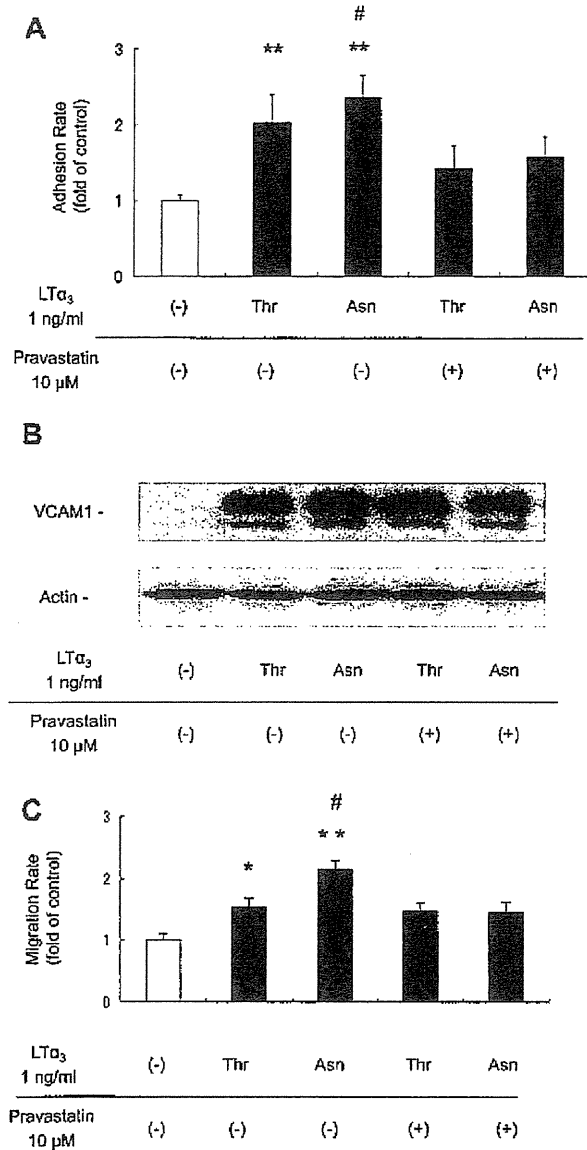 A
#
** **
3
2
1
0
Adhesion Rate
(fold of control)
LTα3
1 ng/ml
(-) Thr Asn Thr Asn
Pravastatin
10 µM
(-) (-) (-) (+) (+)
B
VCAM1 -
Actin -
LTα3
1 ng/ml
(-) Thr Asn Thr Asn
Pravastatin
10 µM
(-) (-) (-) (+) (+)
C
#
* **
3
2
1
0
Migration Rate
(fold of control)
LTα3
1 ng/ml
(-) Thr Asn Thr Asn
Pravastatin
10 µM
(-) (-) (-) (+) (+)